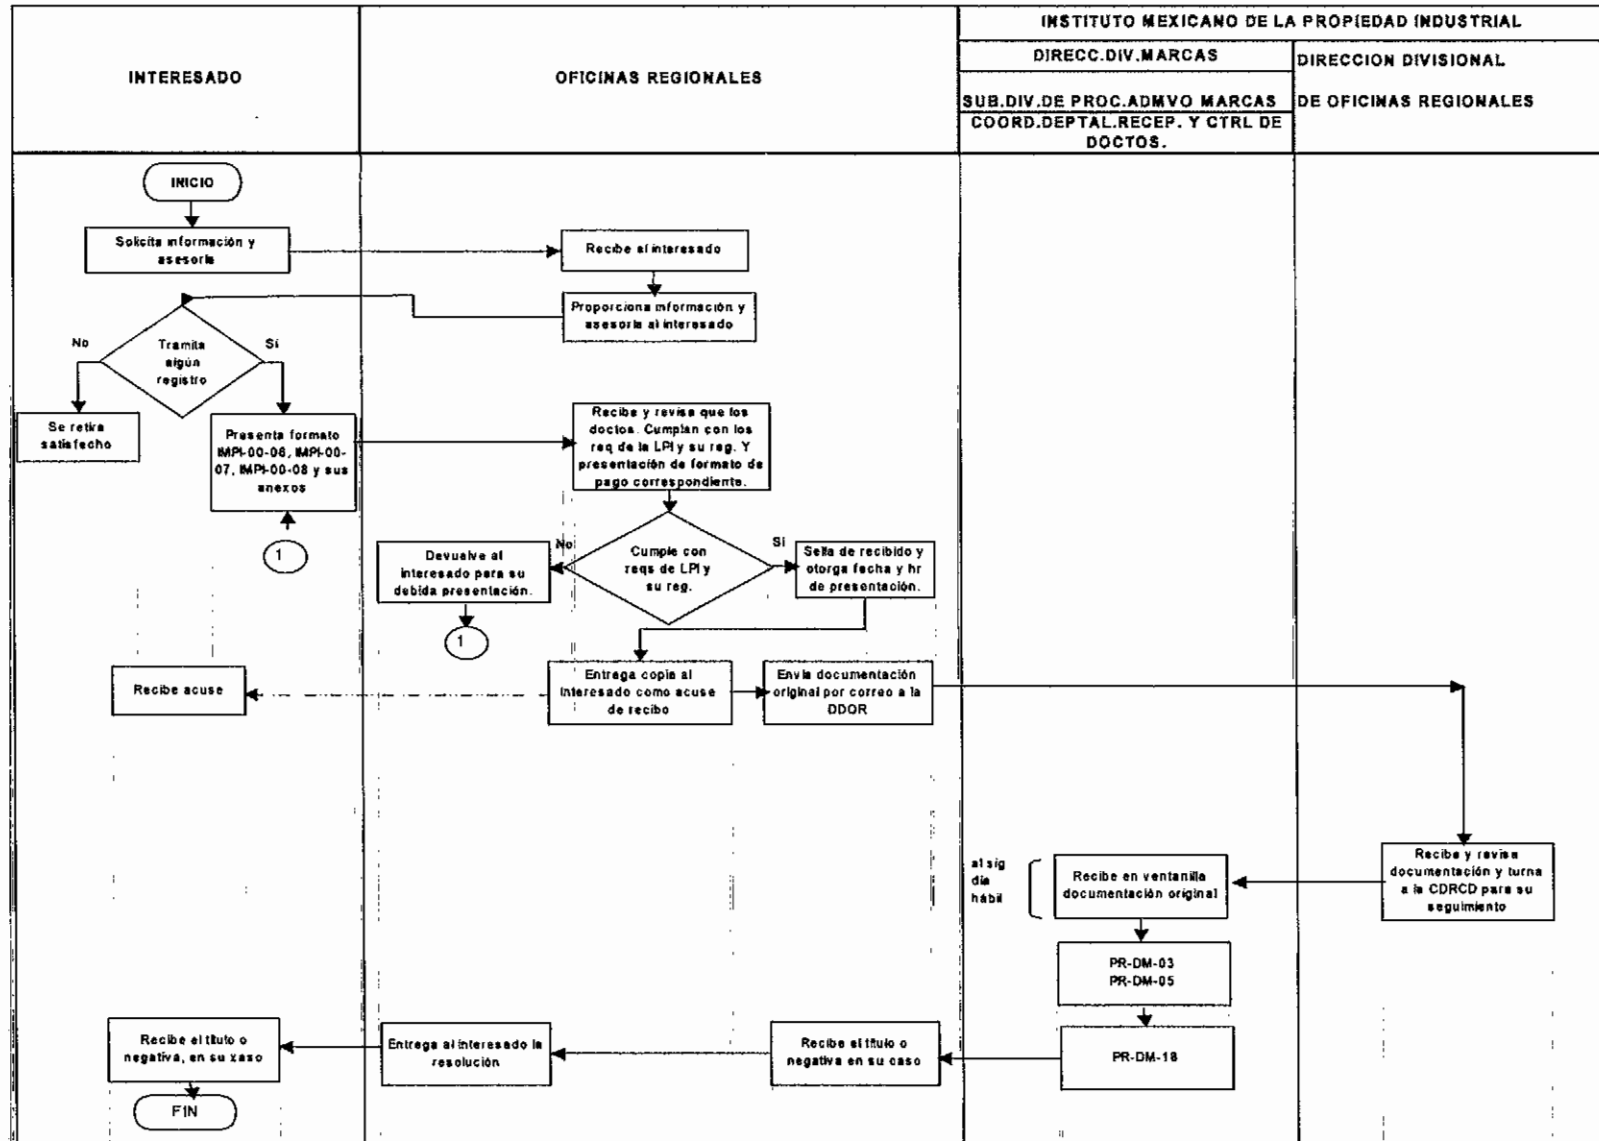 INTERESADO
OFICINAS REGIONALES
INSTITUTO MEXICANO DE LA PROPIEDAD INDUSTRIAL
DIRECC.DIV.MARCAS
SUB.DIV.DE PROC.ADMVO MARCAS
COORD.DEPTAL.RECEP. Y CTRL DE
DOCTOS.
DIRECCION DIVISIONAL
DE OFICINAS REGIONALES
INICIO
Solicita información y
asesoría
Recibe al interesado
Proporciona información y
asesoría al interesado
No
Tramita
algún
registro
Sí
Se retira
satisfecho
Presenta formato
IMPI-00-06, IMPI-00-
07, IMPI-00-08 y sus
anexos
1
Recibe y revisa que los
doctos. Cumplan con los
req de la LPI y su reg. Y
presentación de formato de
pago correspondiente.
Devuelve al
interesado para su
debida presentación.
1
No
Cumple con
reqs de LPI y
su reg.
Sí
Sella de recibido y
otorga fecha y hr
de presentación.
Recibe acuse
Entrega copia al
interesado como acuse
de recibo
Envía documentación
original por correo a la
DDOR
al sig
día
hábil
Recibe en ventanilla
documentación original
Recibe y revisa
documentación y turna
a la CDRCD para su
seguimiento
PR-DM-03
PR-DM-05
PR-DM-18
Recibe el título o
negativa en su caso
Entrega al interesado la
resolución
Recibe el título o
negativa, en su xaso
FIN